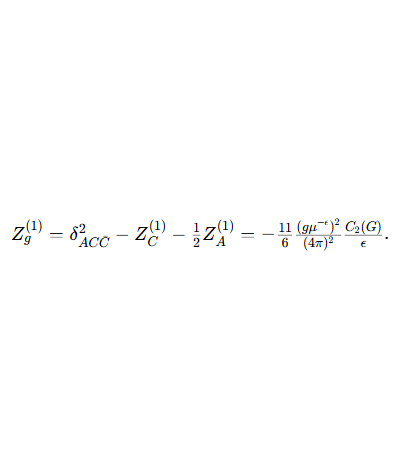 $Z_g^{(1)} = \delta^2_{AC\bar{C}} - Z_C^{(1)} - \frac{1}{2} Z_A^{(1)} = -\frac{11}{6} \frac{(g\mu^{-\epsilon})^2}{(4\pi)^2} \frac{C_2(G)}{\epsilon}.$